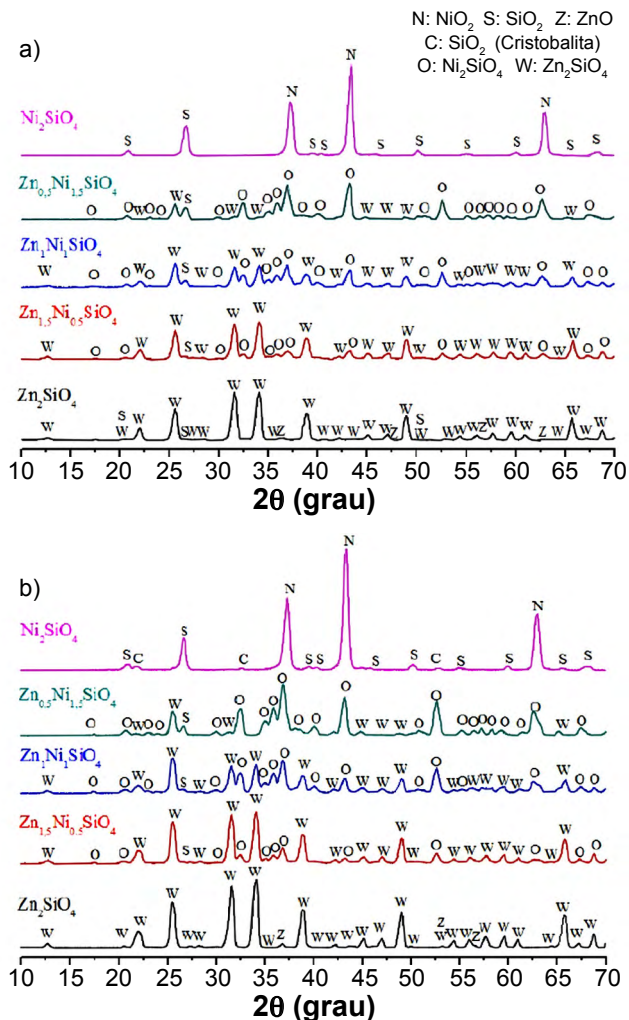 N: NiO₂ S: SiO₂ Z: ZnO
C: SiO₂ (Cristobalita)
O: Ni₂SiO₄ W: Zn₂SiO₄
a)
Ni₂SiO₄
S S N S S N S S S S N S S
Zn₀,₅Ni₁,₅SiO₄
O O W O O W S O W O W O O O O O O W W W O O O O O O O O O W O
Zn₁Ni₁SiO₄
W O O W O W S W O W O W O O O W O W O W W W O O W O W W W W O W O O
Zn₁,₅Ni₀.₅SiO₄
W O O W W S W O W O W O O O W W O W W W O W W W W W O W W O O
Zn₂SiO₄
W S W W W S W W W W W Z W W W W W W Z W S W W W W Z W W W Z W W W W
10 15 20 25 30 35 40 45 50 55 60 65 70
2θ (grau)
b)
Ni₂SiO₄
S C S C N S S N S S C S S N S S
Zn₀,₅Ni₁,₅SiO₄
O O W O O W S O W O O O O O O O W W W O O O O O O O O O W O
Zn₁Ni₁SiO₄
W O O W O W S W O W O W O O O W O W O W W W O O W O W W W W O W O O
Zn₁,₅Ni₀.₅SiO₄
W O O W W S W O W O W O O O W W O W W W W O W W W W W O W W O O
Zn₂SiO₄
W W W W W W W W W Z W W W W W W W W Z W W W Z W W W W W W W
10 15 20 25 30 35 40 45 50 55 60 65 70
2θ (grau)